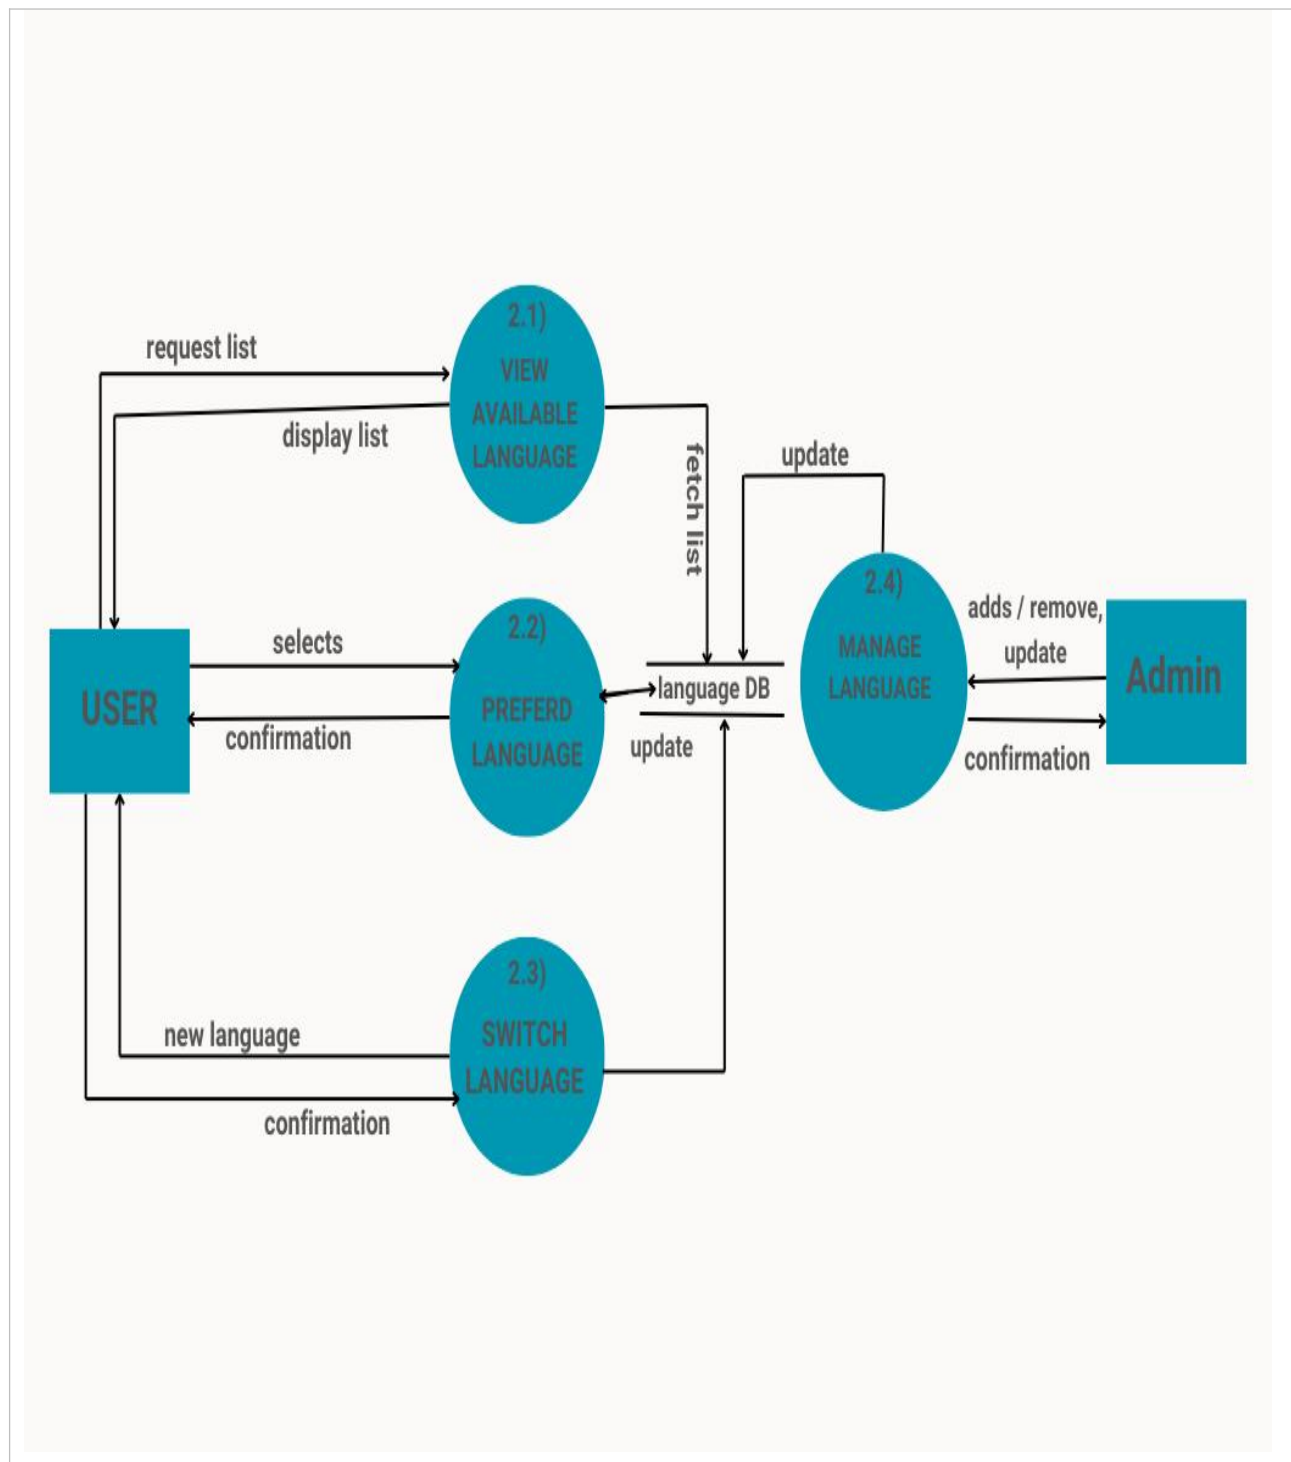 2.1)
VIEW
AVAILABLE
LANGUAGE
request list
display list
fetch list
update
2.4)
MANAGE
LANGUAGE
adds / remove,
update
Admin
confirmation
selects
2.2)
PREFERD
LANGUAGE
USER
confirmation
language DB
update
2.3)
SWITCH
LANGUAGE
new language
confirmation